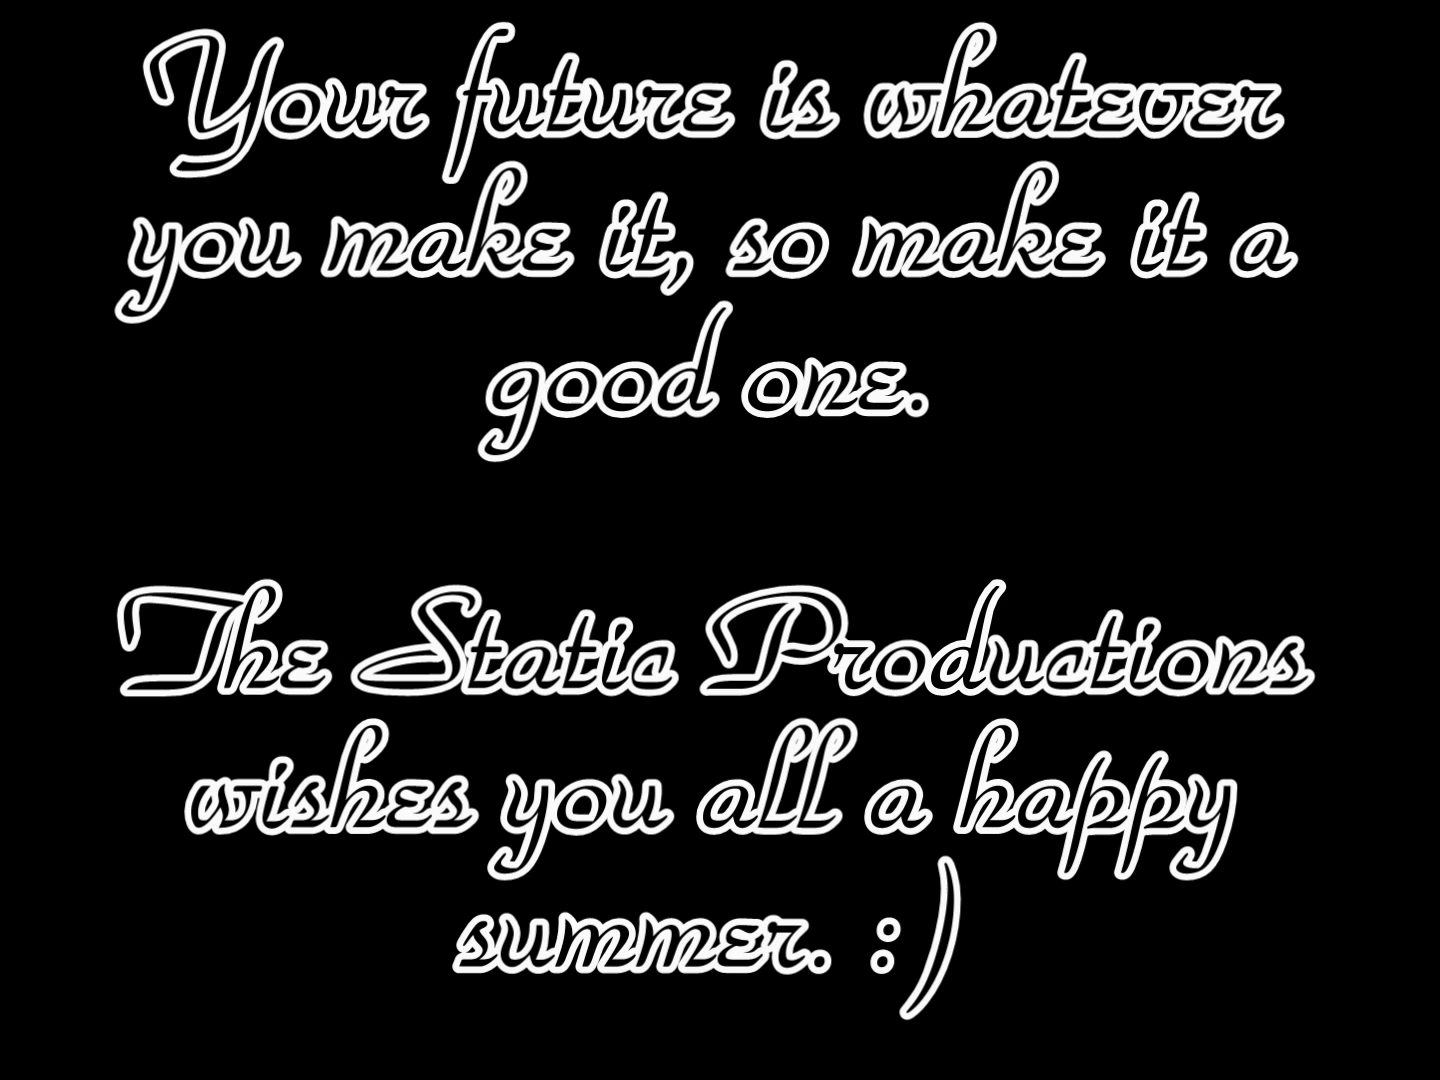 Your future is whatever
you make it, so make it a
good one.
The Static Productions
wishes you all a happy
summer. :)